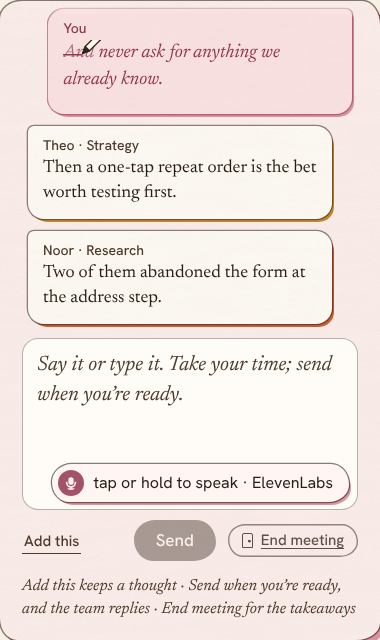 You
And never ask for anything we
already know.
Theo · Strategy
Then a one-tap repeat order is the bet
worth testing first.
Noor · Research
Two of them abandoned the form at
the address step.
Say it or type it. Take your time; send
when you’re ready.
tap or hold to speak · ElevenLabs
Add this
Send
End meeting
Add this keeps a thought · Send when you’re ready,
and the team replies · End meeting for the takeaways